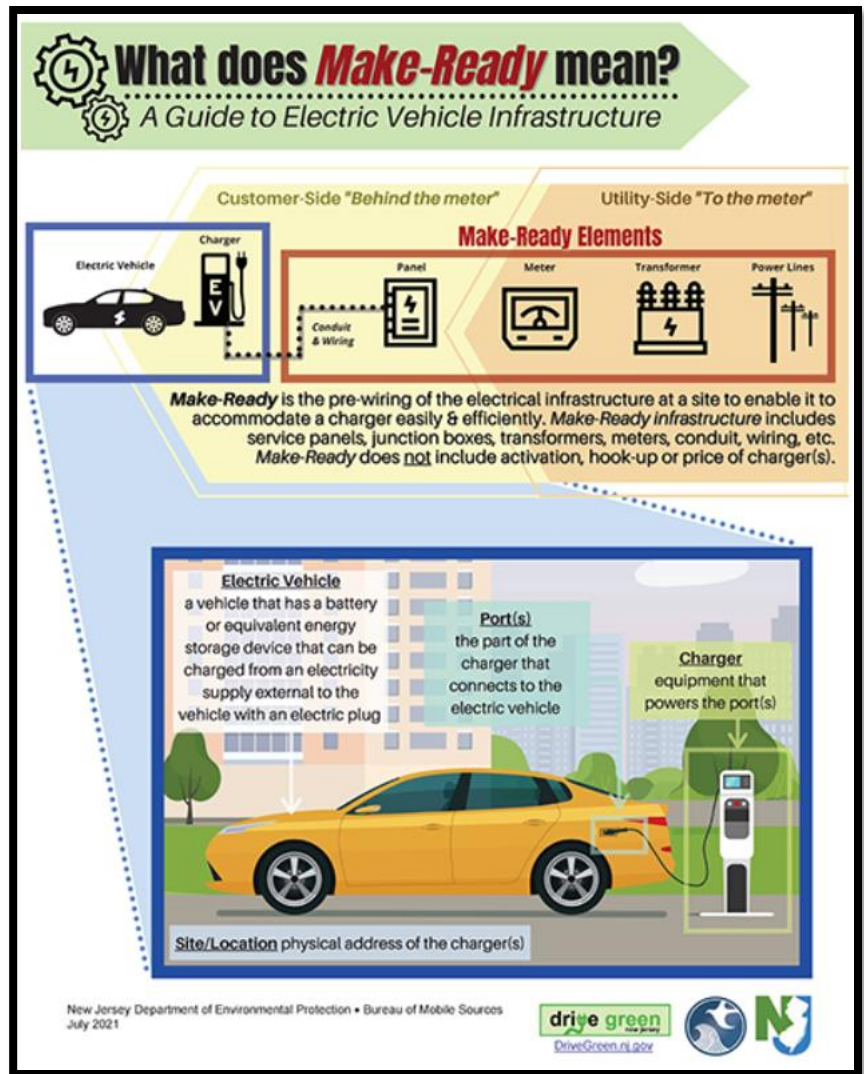 What does Make-Ready mean?
A Guide to Electric Vehicle Infrastructure
Customer-Side "Behind the meter"
Utility-Side "To the meter"
Make-Ready Elements
Electric Vehicle
Charger
EV
Conduit
& Wiring
Panel
Meter
Transformer
Power Lines
Make-Ready is the pre-wiring of the electrical infrastructure at a site to enable it to
accommodate a charger easily & efficiently. Make-Ready infrastructure includes
service panels, junction boxes, transformers, meters, conduit, wiring, etc.
Make-Ready does not include activation, hook-up or price of charger(s).
Electric Vehicle
a vehicle that has a battery
or equivalent energy
storage device that can be
charged from an electricity
supply external to the
vehicle with an electric plug
Port(s)
the part of the
charger that
connects to the
electric vehicle
Charger
equipment that
powers the port(s)
Site/Location physical address of the charger(s)
New Jersey Department of Environmental Protection • Bureau of Mobile Sources
July 2021
drive green
new jersey
DriveGreen.nj.gov
NJ